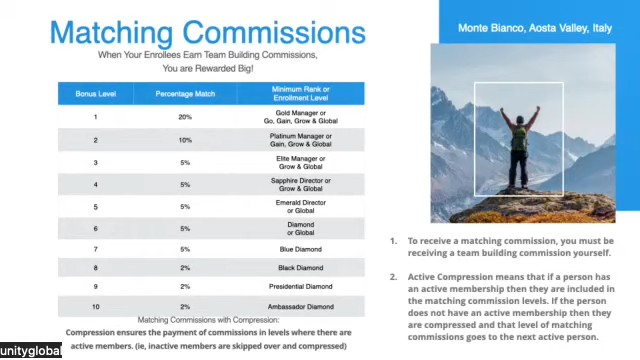 Matching Commissions
When Your Enrollees Earn Team Building Commissions,
You are Rewarded Big!
Bonus Level
Percentage Match
Minimum Rank or
Enrollment Level
1
20%
Gold Manager or
Go, Gain, Grow & Global
2
10%
Platinum Manager or
Gain, Grow & Global
3
5%
Elite Manager or
Grow & Global
4
5%
Sapphire Director or
Grow & Global
5
5%
Emerald Director
or Global
6
5%
Diamond
or Global
7
5%
Blue Diamond
8
2%
Black Diamond
9
2%
Presidential Diamond
10
2%
Ambassador Diamond
Matching Commissions with Compression:
Compression ensures the payment of commissions in levels where there are
active members. (ie, inactive members are skipped over and compressed)
unityglobal
Monte Bianco, Aosta Valley, Italy
1. To receive a matching commission, you must be
receiving a team building commission yourself.
2. Active Compression means that if a person has
an active membership then they are included in
the matching commission levels. If the person
does not have an active membership then they
are compressed and that level of matching
commissions goes to the next active person.